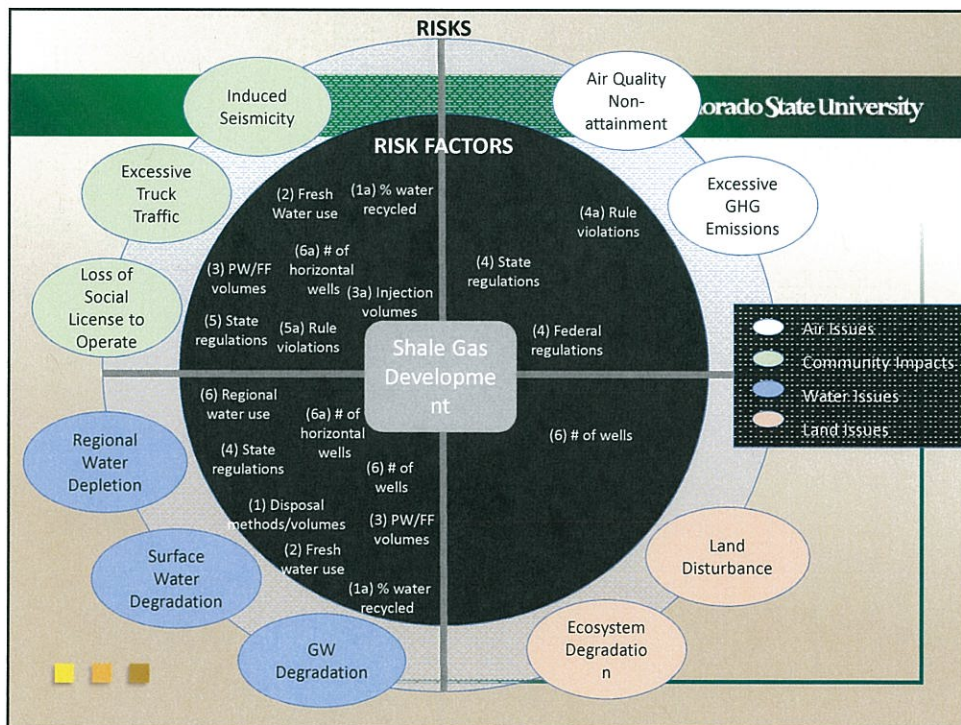 RISKS
Induced
Seismicity
Air Quality
Non-
attainment
orado State University
RISK FACTORS
Excessive
Truck
Traffic
(2) Fresh
Water use
(1a) % water
recycled
(4a) Rule
violations
Excessive
GHG
Emissions
(6a) # of
horizontal
wells
(3) PW/FF
volumes
(4) State
regulations
Loss of
Social
License to
Operate
(3a) Injection
volumes
(5) State
regulations
(5a) Rule
violations
(4) Federal
regulations
Shale Gas
Developme
nt
Air Issues
Community Impacts
Water Issues
Land Issues
(6) Regional
water use
(6a) # of
horizontal
wells
(6) # of wells
Regional
Water
Depletion
(4) State
regulations
(6) # of
wells
(1) Disposal
methods/volumes
(3) PW/FF
volumes
Surface
Water
Degradation
(2) Fresh
water use
Land
Disturbance
(1a) % water
recycled
GW
Degradation
Ecosystem
Degradatio
n